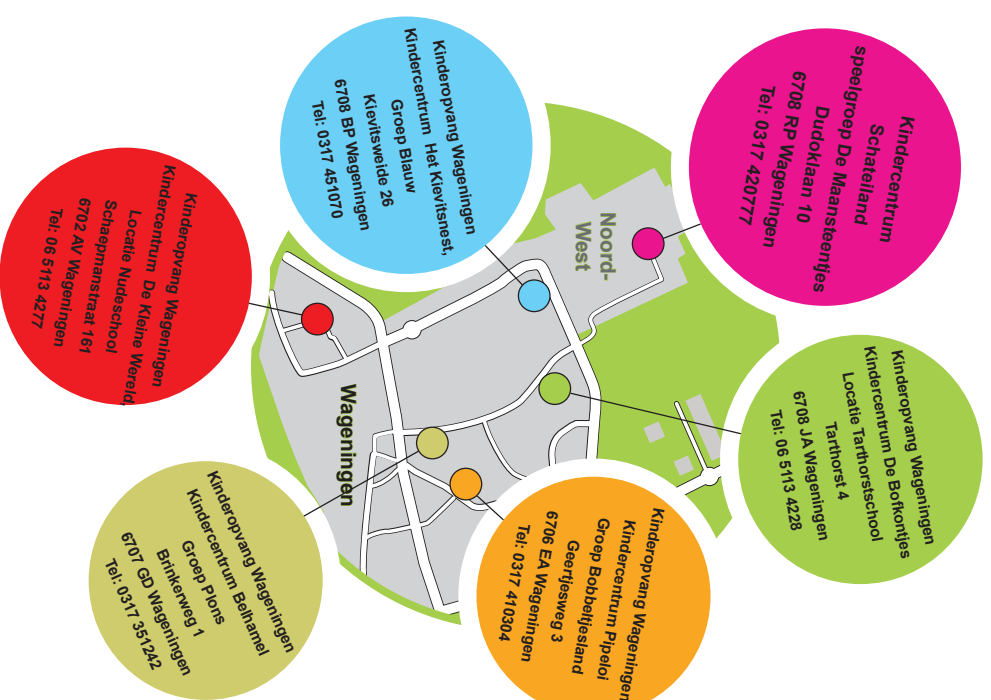 Kinderopvang Wageningen
Kindercentrum De Kleine Wereld,
Locatie Nudeschool
Schaepmanstraat 161
6702 AV Wageningen
Tel: 06 5113 4277
Kinderopvang Wageningen
Kindercentrum Het Kievitsnest,
Groep Blauw
Kievitsweide 26
6708 BP Wageningen
Tel: 0317 451070
Kindercentrum
Schateiland
speelgroep De Maansteentjes
Dudoklaan 10
6708 RP Wageningen
Tel: 0317 420777
Kinderopvang Wageningen
Kindercentrum De Bofkontjes
Locatie Tarthorstschool
Tarthorst 4
6708 JA Wageningen
Tel: 06 5113 4228
Kinderopvang Wageningen
Kindercentrum Pipeloi
Groep Bobbeltjesland
Geertjesweg 3
6706 EA Wageningen
Tel: 0317 410304
Kinderopvang Wageningen
Kindercentrum Belhamel
Groep Pions
Brinkerweg 1
6707 GD Wageningen
Tel: 0317 351242
Noord-
West
Wageningen